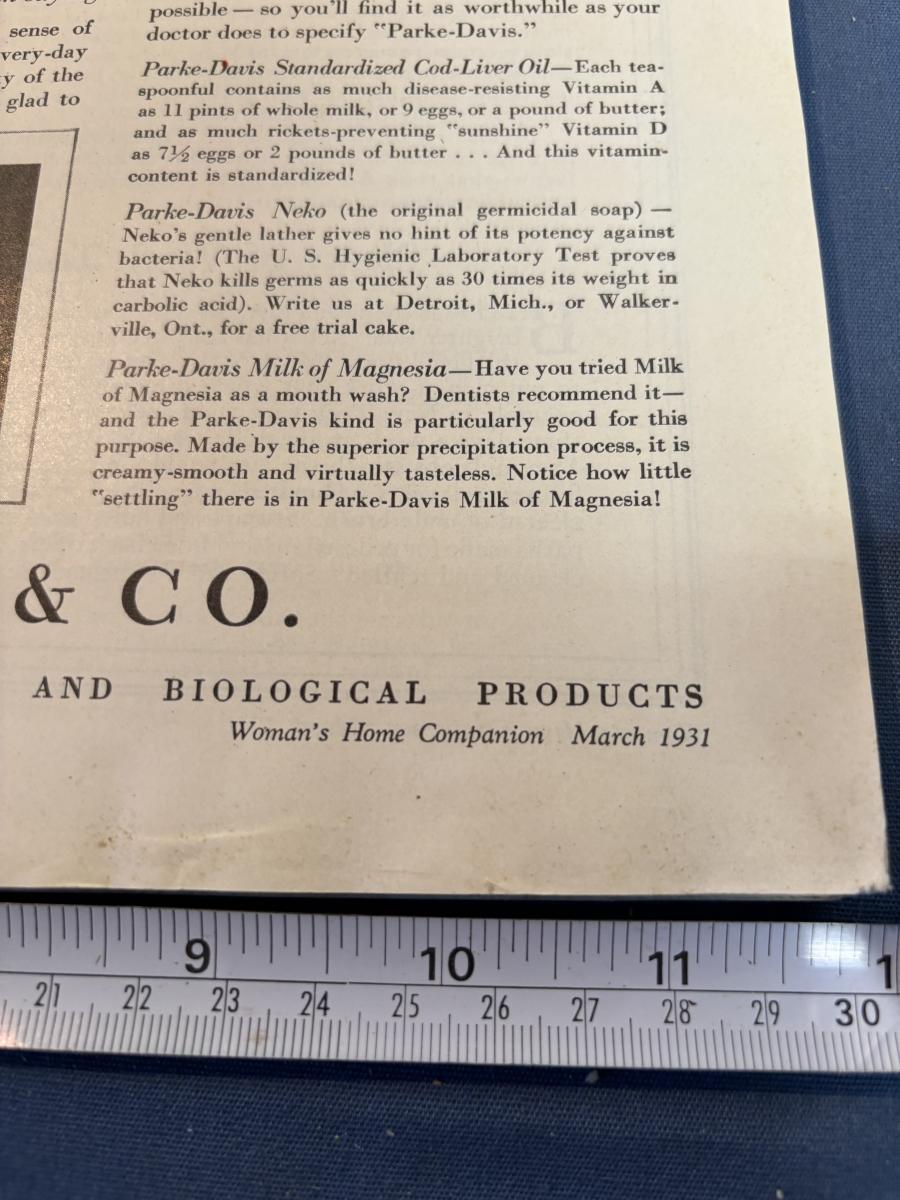 sense of
very-day
y of the
glad to
possible — so you'll find it as worthwhile as your
doctor does to specify "Parke-Davis."
Parke-Davis Standardized Cod-Liver Oil—Each tea-
spoonful contains as much disease-resisting Vitamin A
as 11 pints of whole milk, or 9 eggs, or a pound of butter;
and as much rickets-preventing "sunshine" Vitamin D
as 7½ eggs or 2 pounds of butter . . . And this vitamin-
content is standardized!
Parke-Davis Neko (the original germicidal soap) —
Neko's gentle lather gives no hint of its potency against
bacteria! (The U. S. Hygienic Laboratory Test proves
that Neko kills germs as quickly as 30 times its weight in
carbolic acid). Write us at Detroit, Mich., or Walker-
ville, Ont., for a free trial cake.
Parke-Davis Milk of Magnesia—Have you tried Milk
of Magnesia as a mouth wash? Dentists recommend it—
and the Parke-Davis kind is particularly good for this
purpose. Made by the superior precipitation process, it is
creamy-smooth and virtually tasteless. Notice how little
"settling" there is in Parke-Davis Milk of Magnesia!
& CO.
AND BIOLOGICAL PRODUCTS
Woman's Home Companion March 1931
9 10 11 1
21 22 23 24 25 26 27 28 29 30